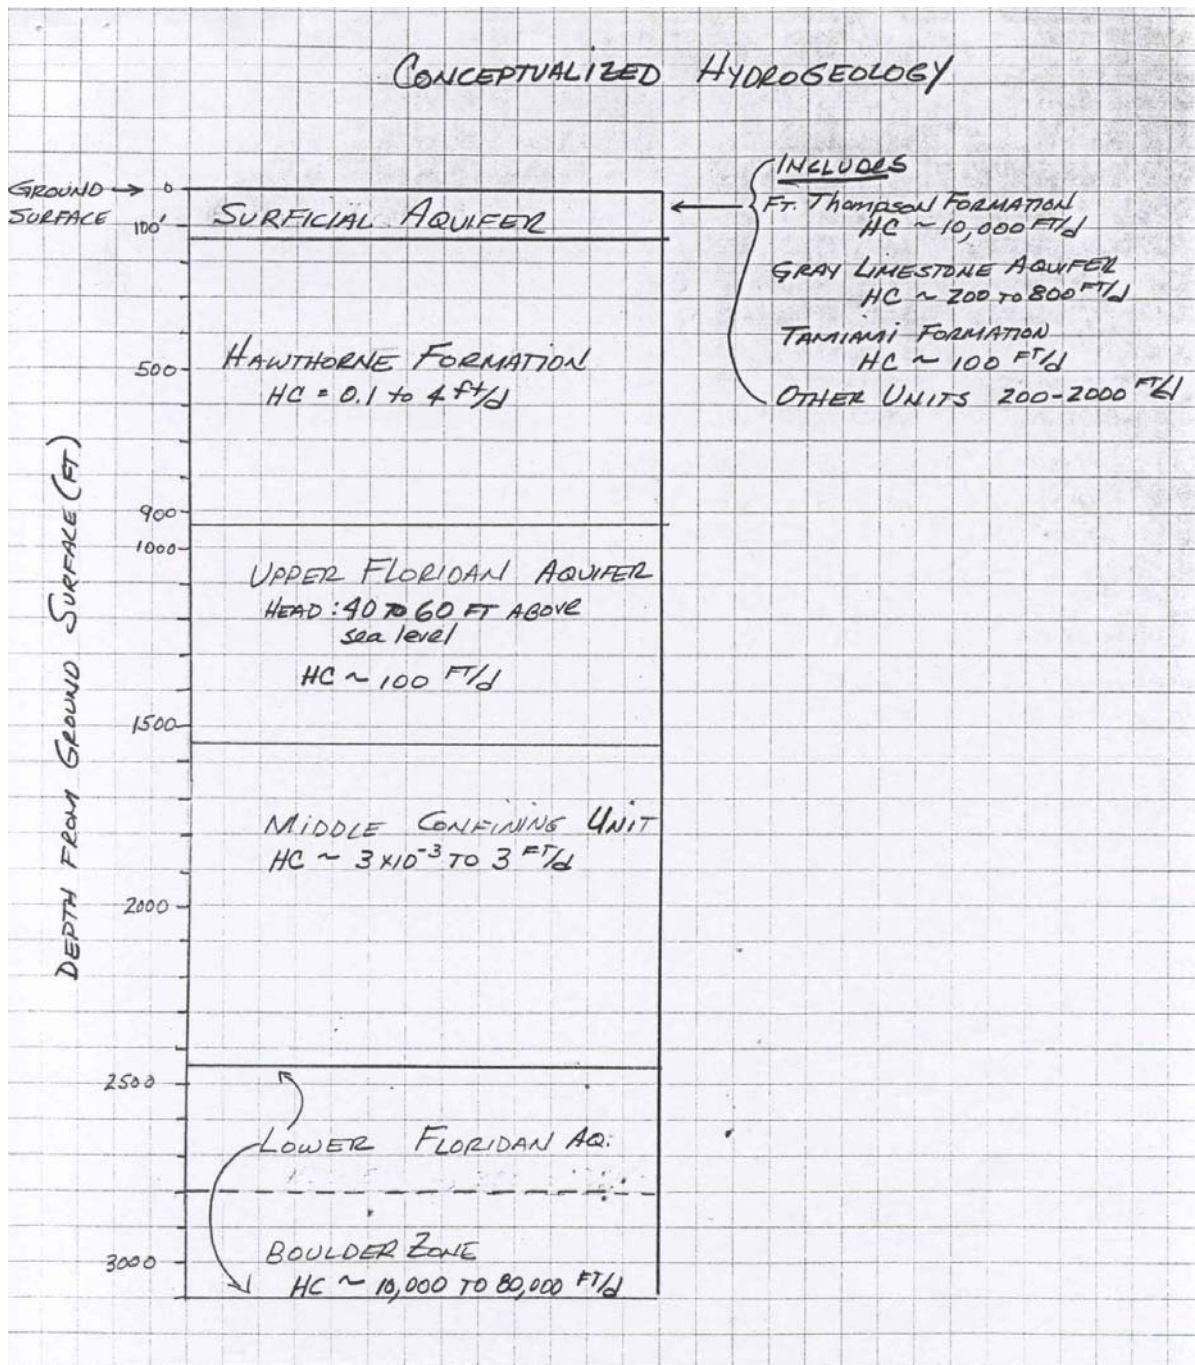 CONCEPTUALIZED HYDROGEOLOGY
GROUND → 0
SURFACE
100'
SURFICIAL AQUIFER
INCLUDES
FT. Thompson FORMATION
HC ~ 10,000 FT/d
GRAY LIMESTONE AQUIFER
HC ~ 200 TO 800 FT/d
TAMIAMI FORMATION
HC ~ 100 FT/d
OTHER UNITS 200-2000 FT/d
HAWTHORNE FORMATION
500
HC = 0.1 to 4 ft/d
DEPTH FROM GROUND SURFACE (FT)
900
1000
UPPER FLORIDAN AQUIFER
HEAD: 40 TO 60 FT ABOVE
sea level
HC ~ 100 FT/d
1500
MIDDLE CONFINING UNIT
HC ~ 3 x10⁻³ TO 3 FT/d
2000
2500
LOWER FLORIDAN AQ.
BOULDER ZONE
3000
HC ~ 10,000 TO 80,000 FT/d